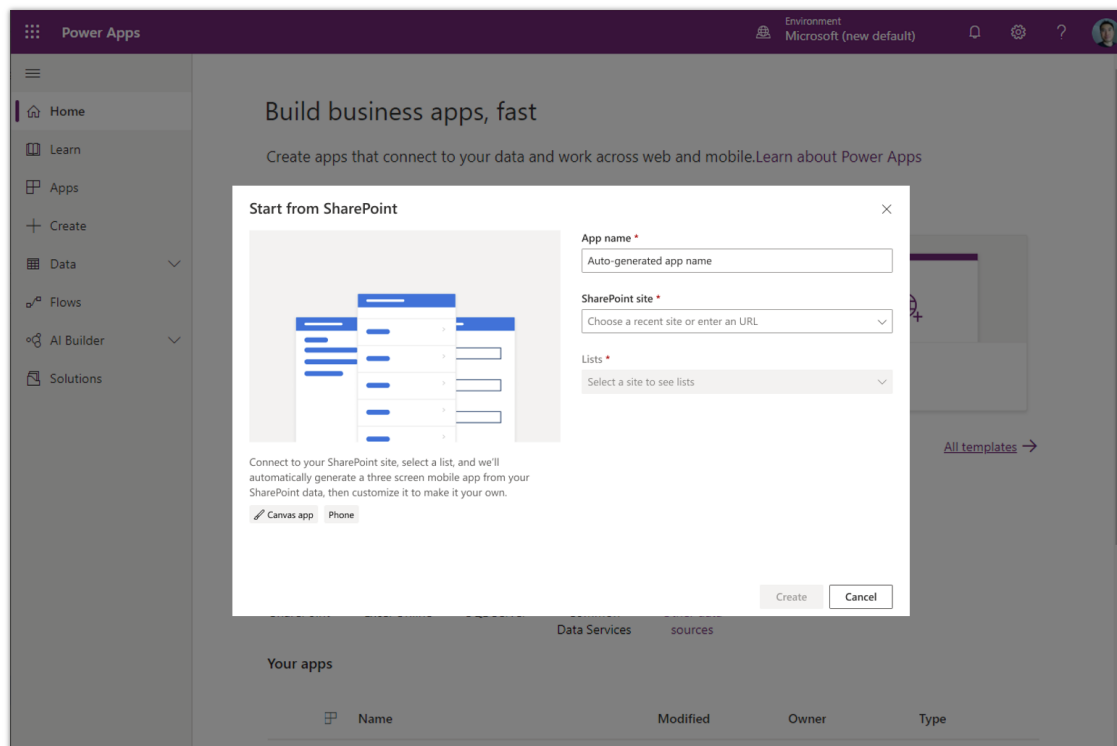 Power Apps
Environment
Microsoft (new default)
Home
Learn
Apps
Create
Data
Flows
AI Builder
Solutions
Build business apps, fast
Create apps that connect to your data and work across web and mobile.Learn about Power Apps
Start from SharePoint
App name *
Auto-generated app name
SharePoint site *
Choose a recent site or enter an URL
Lists *
Select a site to see lists
Connect to your SharePoint site, select a list, and we'll
automatically generate a three screen mobile app from your
SharePoint data, then customize it to make it your own.
Canvas app Phone
Create Cancel
All templates
Data Services sources
Your apps
Name Modified Owner Type